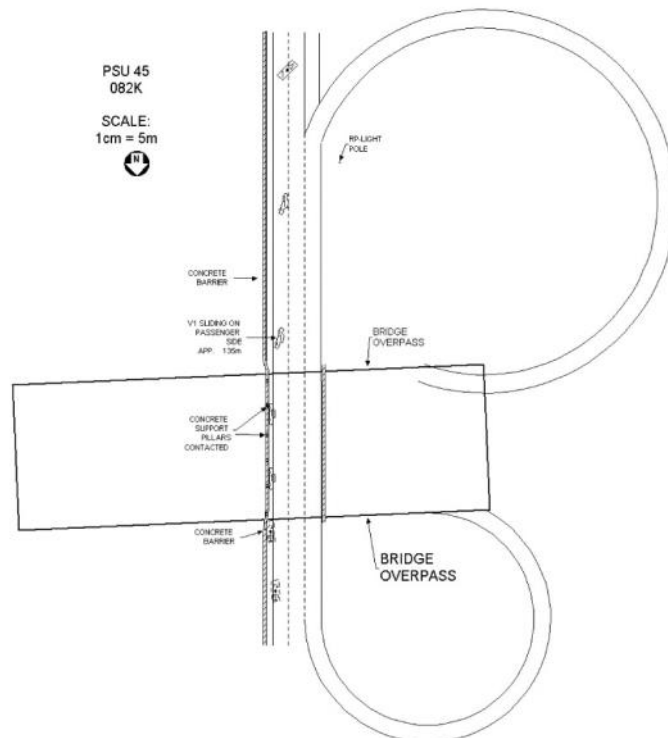 PSU 45
082K
SCALE:
1cm = 5m
N
RP-LIGHT
POLE
CONCRETE
BARRIER
V1 SLIDING ON
PASSENGER
SIDE
APP. 135m
BRIDGE
OVERPASS
CONCRETE
SUPPORT
PILLARS
CONTACTED
CONCRETE
BARRIER
BRIDGE
OVERPASS